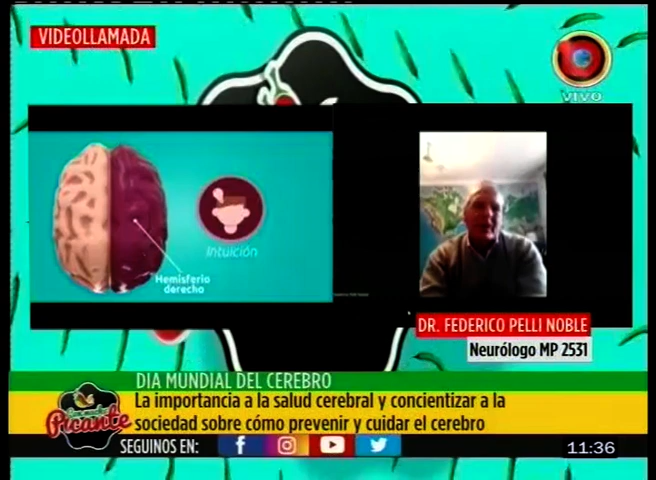 VIDEOLLAMADA
VIVO
Intuición
Hemisferio
derecho
DR. FEDERICO PELLI NOBLE
Neurólogo MP 2531
DIA MUNDIAL DEL CEREBRO
La importancia a la salud cerebral y concientizar a la
sociedad sobre cómo prevenir y cuidar el cerebro
Picante
SEGUINOS EN:
11:36